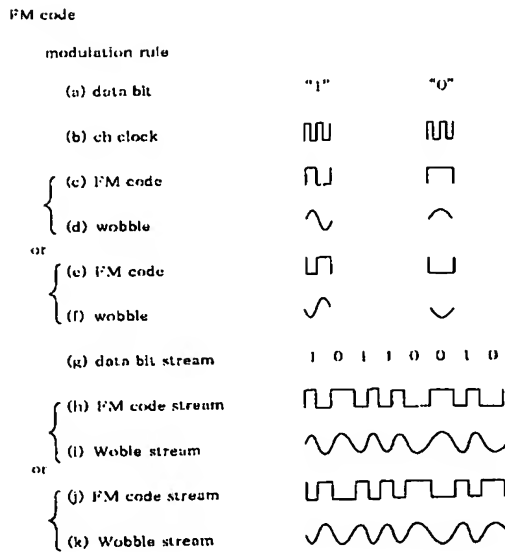 FM code
modulation rule
(a) data bit "1" "0"
(b) ch clock
(c) FM code
(d) wobble
or
(e) FM code
(f) wobble
(g) data bit stream 1 0 1 1 0 0 1 0
(h) FM code stream
(i) Woble stream
or
(j) FM code stream
(k) Wobble stream